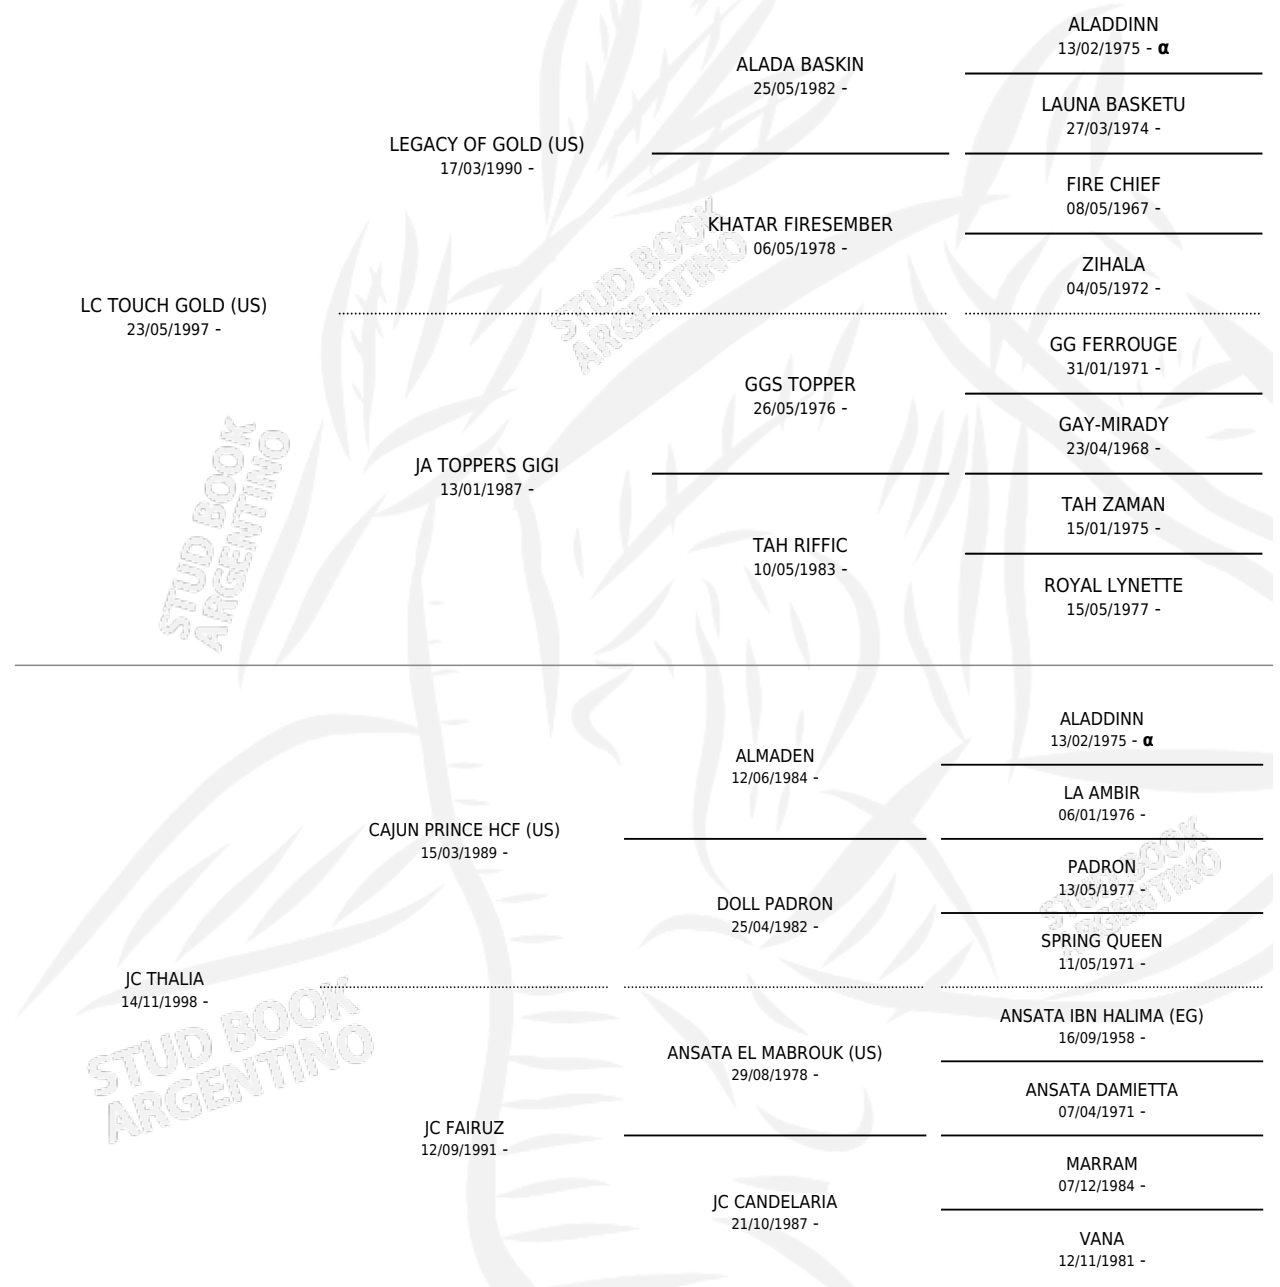 ALADDINN
13/02/1975 - α
ALADA BASKIN
25/05/1982 -
LAUNA BASKETU
27/03/1974 -
LEGACY OF GOLD (US)
17/03/1990 -
FIRE CHIEF
08/05/1967 -
KHATAR FIRESEMBER
06/05/1978 -
ZIHALA
04/05/1972 -
LC TOUCH GOLD (US)
23/05/1997 -
GG FERROUGE
31/01/1971 -
GGS TOPPER
26/05/1976 -
GAY-MIRADY
23/04/1968 -
JA TOPPERS GIGI
13/01/1987 -
TAH ZAMAN
15/01/1975 -
TAH RIFFIC
10/05/1983 -
ROYAL LYNETTE
15/05/1977 -
ALADDINN
13/02/1975 - α
ALMADEN
12/06/1984 -
LA AMBIR
06/01/1976 -
CAJUN PRINCE HCF (US)
15/03/1989 -
PADRON
13/05/1977 -
DOLL PADRON
25/04/1982 -
SPRING QUEEN
11/05/1971 -
JC THALIA
14/11/1998 -
ANSATA IBN HALIMA (EG)
16/09/1958 -
ANSATA EL MABROUK (US)
29/08/1978 -
ANSATA DAMIETTA
07/04/1971 -
JC FAIRUZ
12/09/1991 -
MARRAM
07/12/1984 -
JC CANDELARIA
21/10/1987 -
VANA
12/11/1981 -
STUD BOOK
ARGENTINO
STUD BOOK
ARGENTINO
STUD BOOK
ARGENTINO
STUD BOOK
ARGENTINO